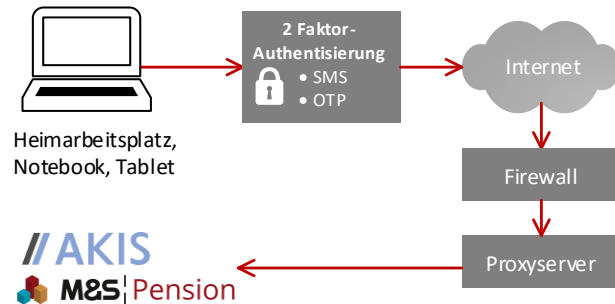 2 Faktor-
Authentisierung
• SMS
• OTP
Internet
Heimarbeitsplatz,
Notebook, Tablet
Firewall
Proxyserver
// AKIS
M&S Pension